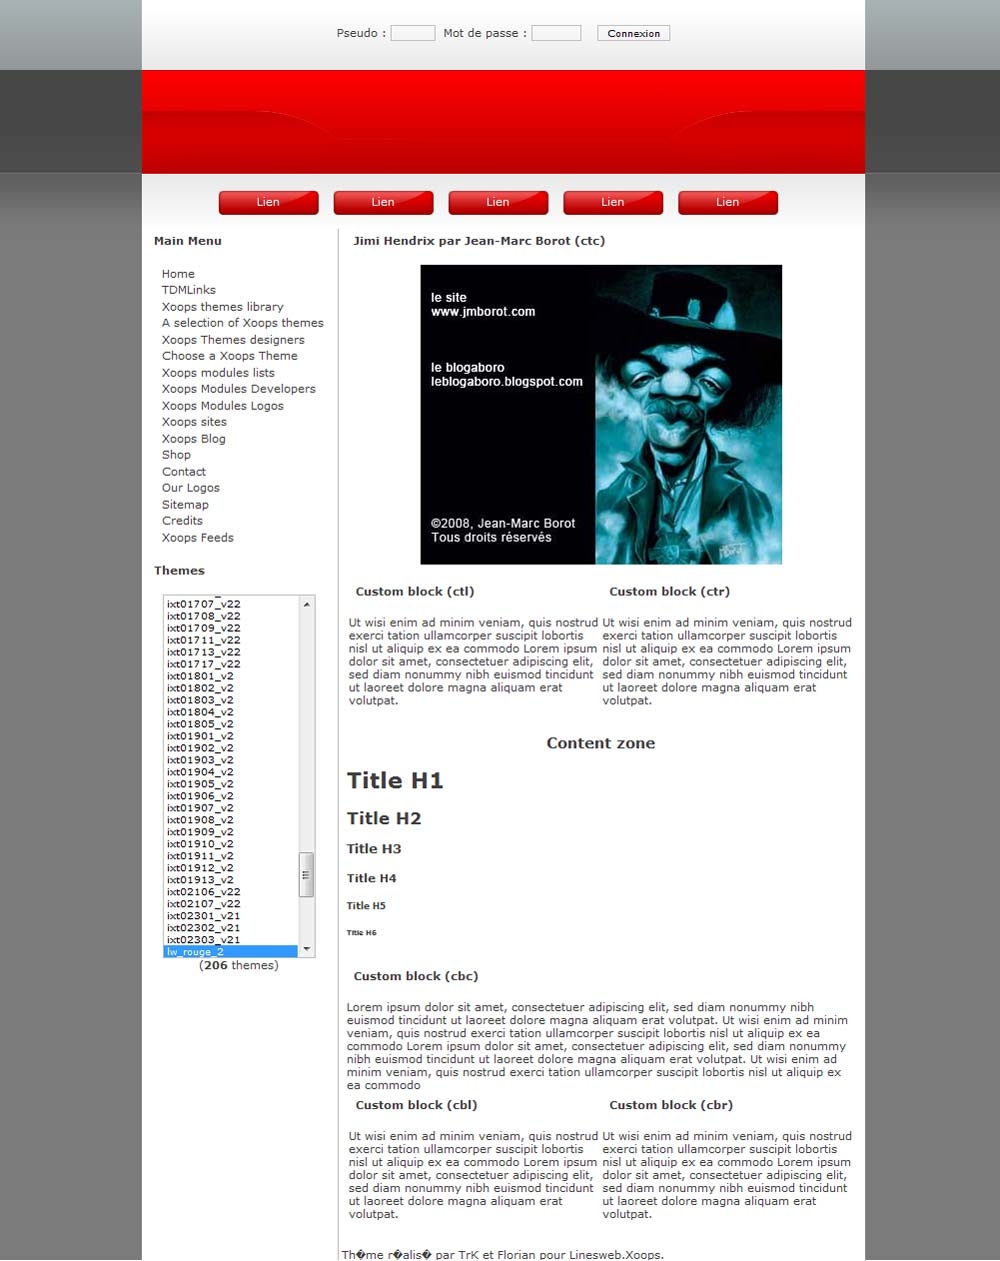 Pseudo : Mot de passe : Connexion
Lien Lien Lien Lien Lien
Main Menu
Home
TDMLinks
Xoops themes library
A selection of Xoops themes
Xoops Themes designers
Choose a Xoops Theme
Xoops modules lists
Xoops Modules Developers
Xoops Modules Logos
Xoops sites
Xoops Blog
Shop
Contact
Our Logos
Sitemap
Credits
Xoops Feeds
Themes
ixt01707_v22
ixt01708_v22
ixt01709_v22
ixt01711_v22
ixt01713_v22
ixt01717_v22
ixt01801_v2
ixt01802_v2
ixt01803_v2
ixt01804_v2
ixt01805_v2
ixt01901_v2
ixt01902_v2
ixt01903_v2
ixt01904_v2
ixt01905_v2
ixt01906_v2
ixt01907_v2
ixt01908_v2
ixt01909_v2
ixt01910_v2
ixt01911_v2
ixt01912_v2
ixt01913_v2
ixt02106_v22
ixt02107_v22
ixt02301_v21
ixt02302_v21
ixt02303_v21
lw_rouge_2
(206 themes)
Jimi Hendrix par Jean-Marc Borot (ctc)
le site
www.jmborot.com
le blogaboro
leblogaboro.blogspot.com
©2008, Jean-Marc Borot
Tous droits réservés
Custom block (ctl)
Ut wisi enim ad minim veniam, quis nostrud
exerci tation ullamcorper suscipit lobortis
nisl ut aliquip ex ea commodo Lorem ipsum
dolor sit amet, consectetuer adipiscing elit,
sed diam nonummy nibh euismod tincidunt
ut laoreet dolore magna aliquam erat
volutpat.
Custom block (ctr)
Ut wisi enim ad minim veniam, quis nostrud
exerci tation ullamcorper suscipit lobortis
nisl ut aliquip ex ea commodo Lorem ipsum
dolor sit amet, consectetuer adipiscing elit,
sed diam nonummy nibh euismod tincidunt
ut laoreet dolore magna aliquam erat
volutpat.
Content zone
Title H1
Title H2
Title H3
Title H4
Title H5
Title H6
Custom block (cbc)
Lorem ipsum dolor sit amet, consectetuer adipiscing elit, sed diam nonummy nibh
euismod tincidunt ut laoreet dolore magna aliquam erat volutpat. Ut wisi enim ad minim
veniam, quis nostrud exerci tation ullamcorper suscipit lobortis nisl ut aliquip ex ea
commodo Lorem ipsum dolor sit amet, consectetuer adipiscing elit, sed diam nonummy
nibh euismod tincidunt ut laoreet dolore magna aliquam erat volutpat. Ut wisi enim ad
minim veniam, quis nostrud exerci tation ullamcorper suscipit lobortis nisl ut aliquip ex
ea commodo
Custom block (cbl)
Ut wisi enim ad minim veniam, quis nostrud
exerci tation ullamcorper suscipit lobortis
nisl ut aliquip ex ea commodo Lorem ipsum
dolor sit amet, consectetuer adipiscing elit,
sed diam nonummy nibh euismod tincidunt
ut laoreet dolore magna aliquam erat
volutpat.
Custom block (cbr)
Ut wisi enim ad minim veniam, quis nostrud
exerci tation ullamcorper suscipit lobortis
nisl ut aliquip ex ea commodo Lorem ipsum
dolor sit amet, consectetuer adipiscing elit,
sed diam nonummy nibh euismod tincidunt
ut laoreet dolore magna aliquam erat
volutpat.
Th�me r�alis� par TrK et Florian pour Linesweb.Xoops.